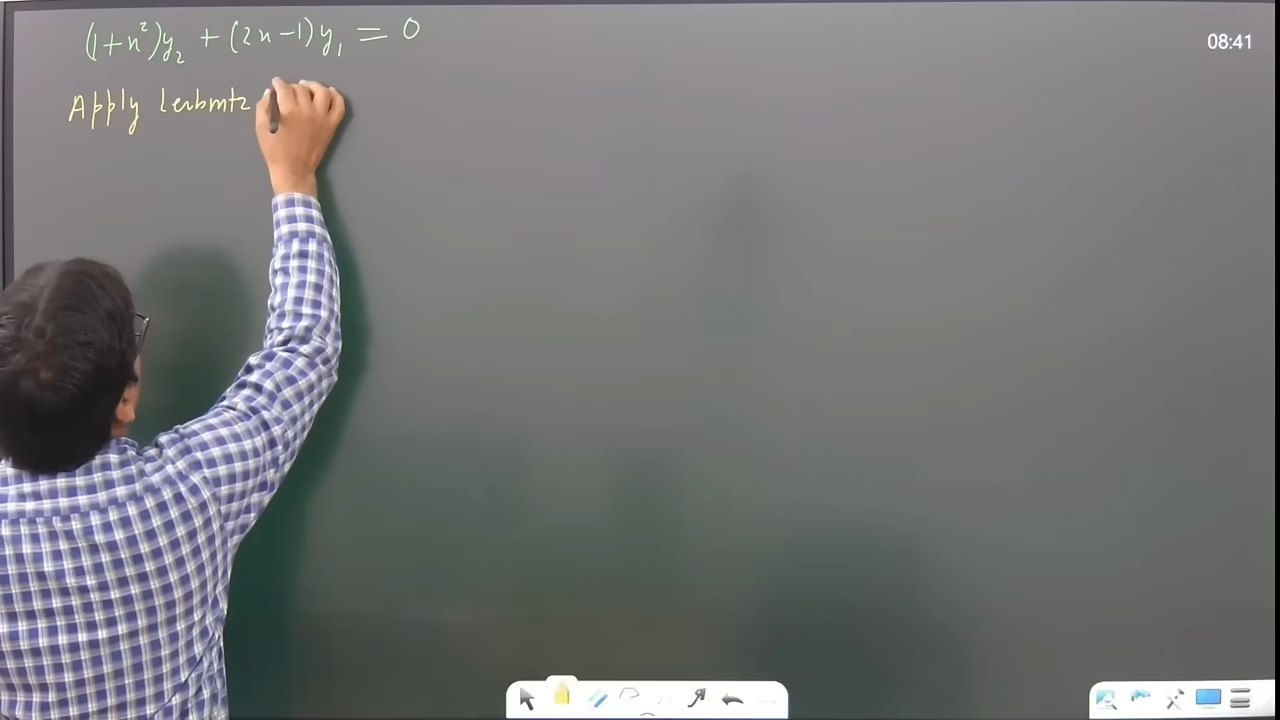 (1+x²)y₂ + (2x-1)y₁ = 0
08:41
Apply Leibnitz